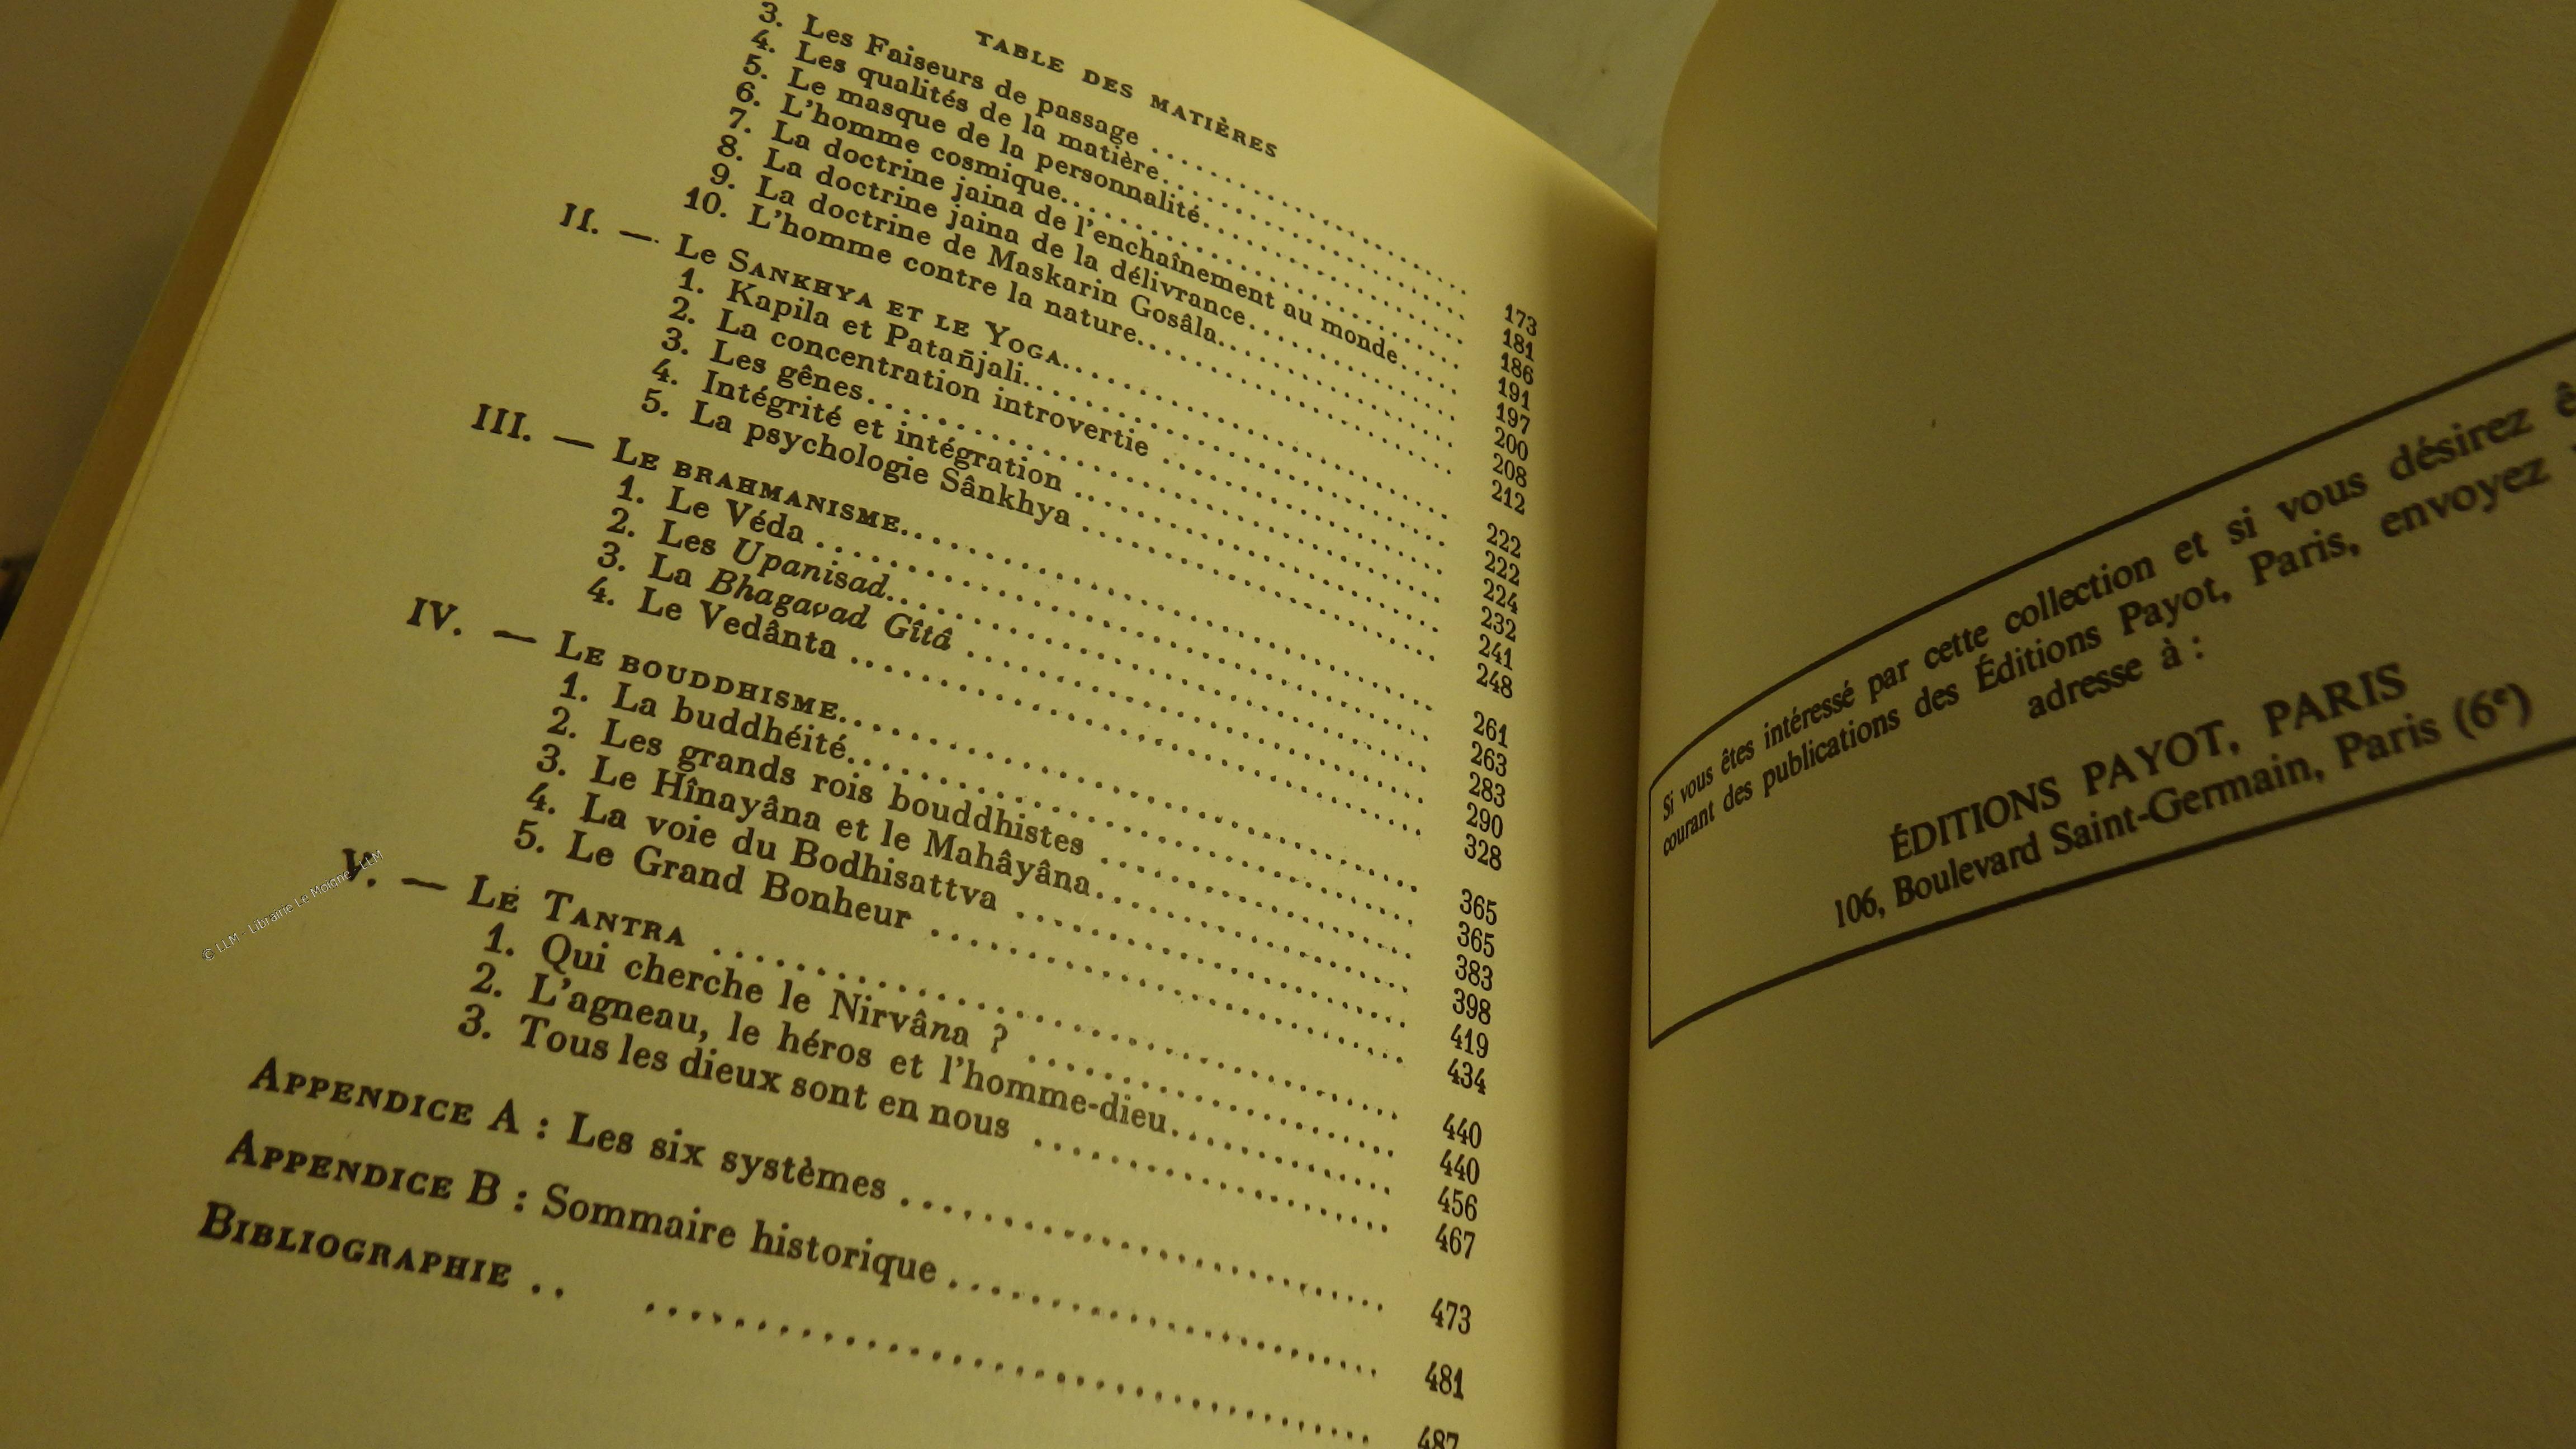 TABLE DES MATIÈRES
3. Les Faiseurs de passage .......... 173
4. Les qualités de la matière .......... 181
5. Le masque de la personnalité .......... 186
6. L'homme cosmique .......... 191
7. La doctrine jaina de l'enchaînement au monde .......... 197
8. La doctrine jaina de la délivrance .......... 200
9. La doctrine de Maskarin Gosâla .......... 208
10. L'homme contre la nature .......... 212
II. — Le SANKHYA ET LE YOGA .......... 222
1. Kapila et Patañjali .......... 222
2. La concentration introvertie .......... 224
3. Les gênes .......... 232
4. Intégrité et intégration .......... 241
5. La psychologie Sânkhya .......... 248
III. — LE BRAHMANISME .......... 261
1. Le Véda .......... 263
2. Les Upanisad .......... 283
3. La Bhagavad Gîtâ .......... 290
4. Le Vedânta .......... 328
IV. — LE BOUDDHISME .......... 365
1. La buddhéité .......... 365
2. Les grands rois bouddhistes .......... 383
3. Le Hînayâna et le Mahâyâna .......... 398
4. La voie du Bodhisattva .......... 419
5. Le Grand Bonheur .......... 434
V. — LE TANTRA .......... 440
1. Qui cherche le Nirvâna ? .......... 440
2. L'agneau, le héros et l'homme-dieu .......... 456
3. Tous les dieux sont en nous .......... 467
APPENDICE A : Les six systèmes .......... 473
APPENDICE B : Sommaire historique .......... 481
BIBLIOGRAPHIE .......... 487
© LLM - Librairie Le Moigne - LLM
Si vous êtes intéressé par cette collection et si vous désirez
courant des publications des Éditions Payot, Paris, envoyez
adresse à :
ÉDITIONS PAYOT, PARIS
106, Boulevard Saint-Germain, Paris (6e)